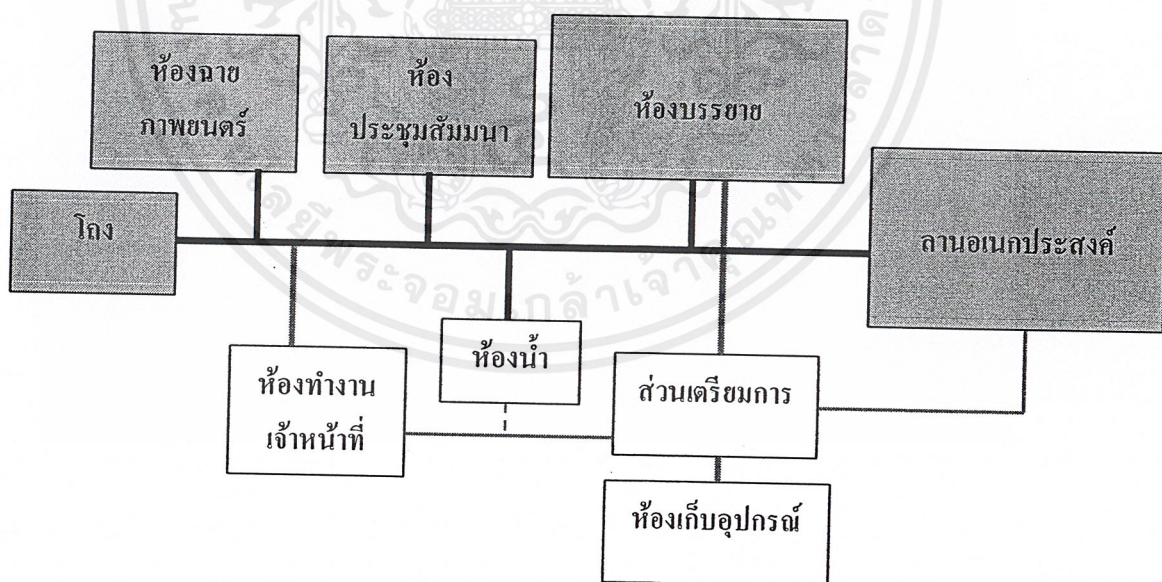 ห้องฉาย
ภาพยนตร์
ห้อง
ประชุมสัมมนา
ห้องบรรยาย
โถง
ลานอเนกประสงค์
ห้องน้ำ
ห้องทำงาน
เจ้าหน้าที่
ส่วนเตรียมการ
ห้องเก็บอุปกรณ์